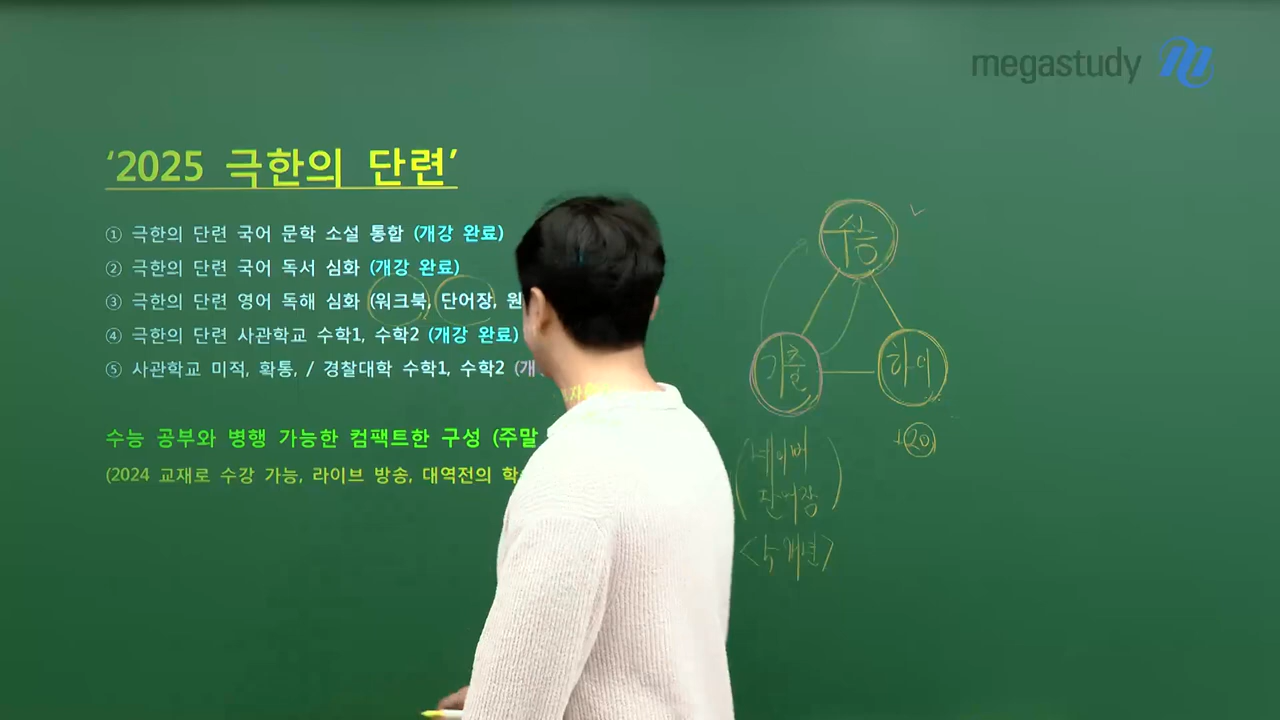 megastudy
'2025 극한의 단련'
① 극한의 단련 국어 문학 소설 통합 (개강 완료)
② 극한의 단련 국어 독서 심화 (개강 완료)
③ 극한의 단련 영어 독해 심화 (워크북, 단어장, 원
④ 극한의 단련 사관학교 수학1, 수학2 (개강 완료)
⑤ 사관학교 미적, 확통, / 경찰대학 수학1, 수학2 (개
수능 공부와 병행 가능한 컴팩트한 구성 (주말
(2024 교재로 수강 가능, 라이브 방송, 대역전의 학
수능
기출
+20
단어장